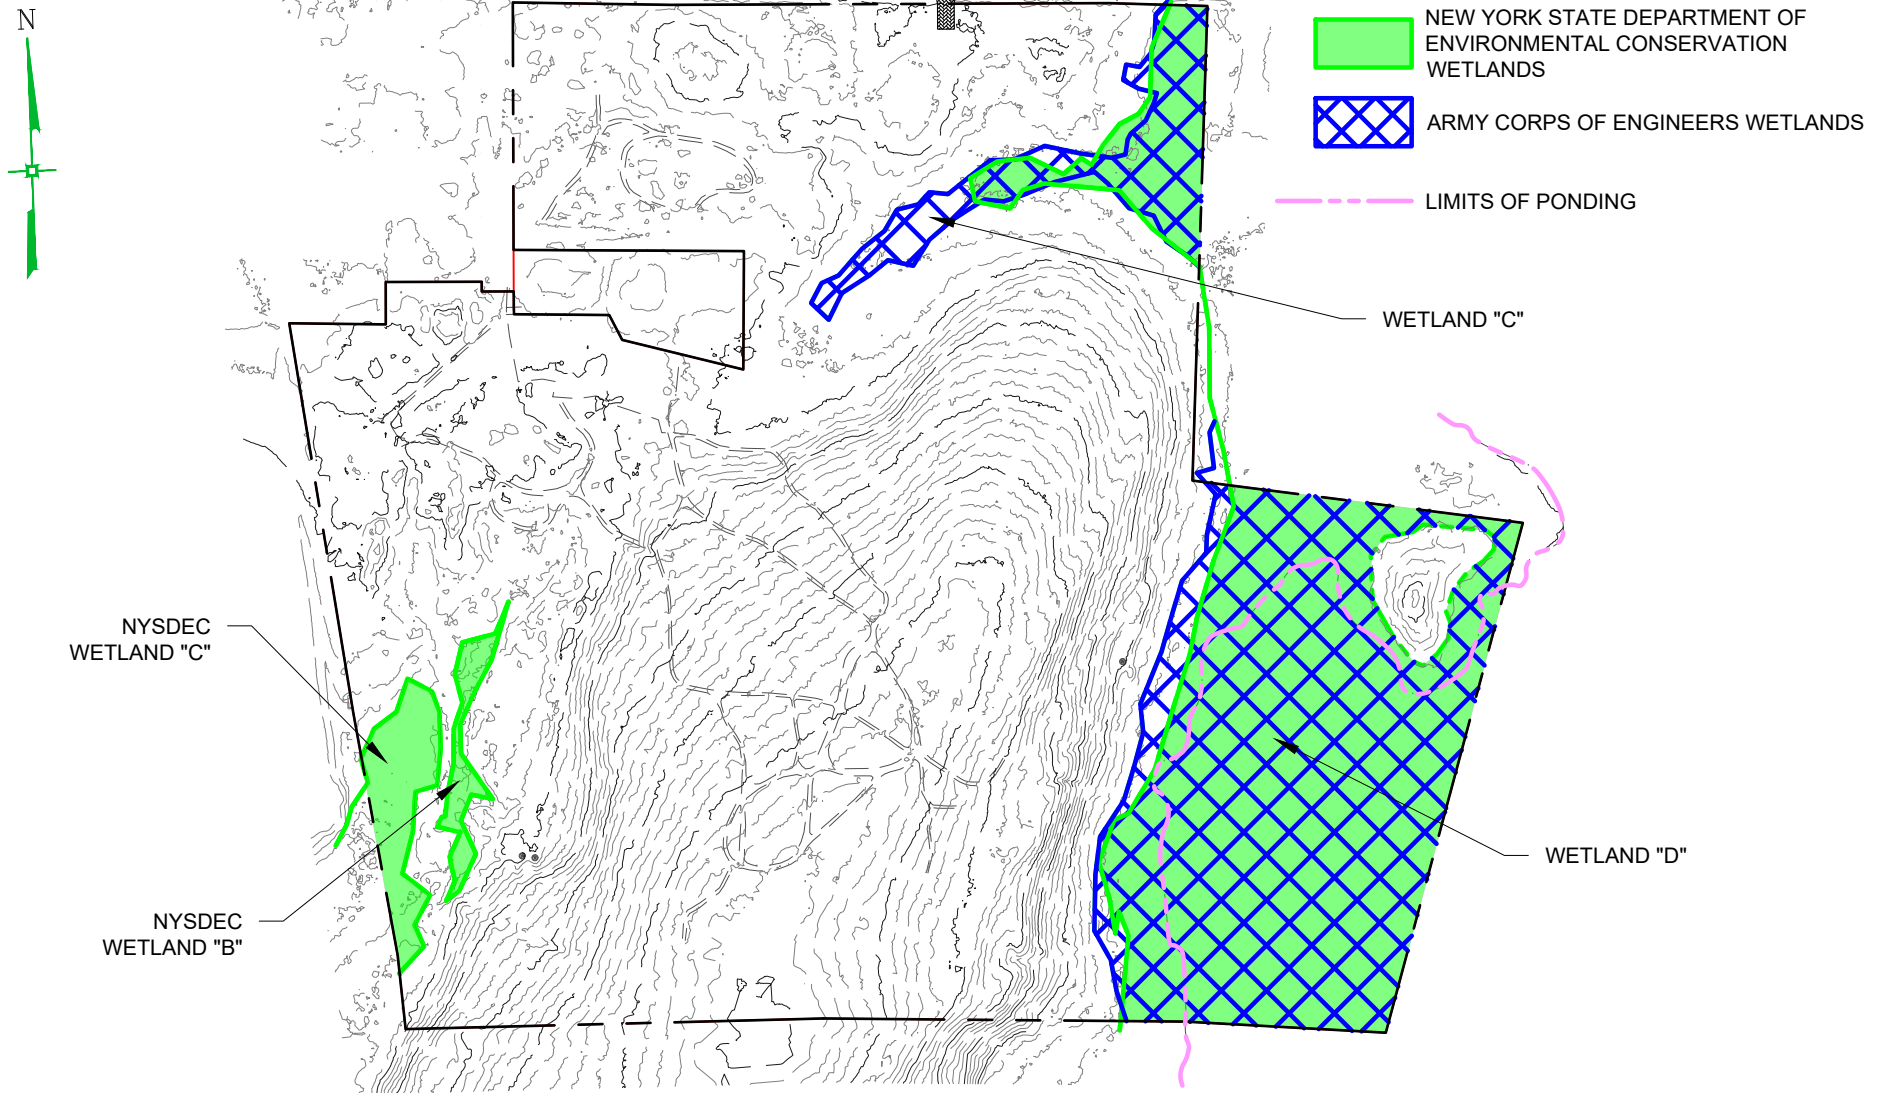 N
NEW YORK STATE DEPARTMENT OF
ENVIRONMENTAL CONSERVATION
WETLANDS
ARMY CORPS OF ENGINEERS WETLANDS
LIMITS OF PONDING
WETLAND "C"
NYSDEC
WETLAND "C"
WETLAND "D"
NYSDEC
WETLAND "B"